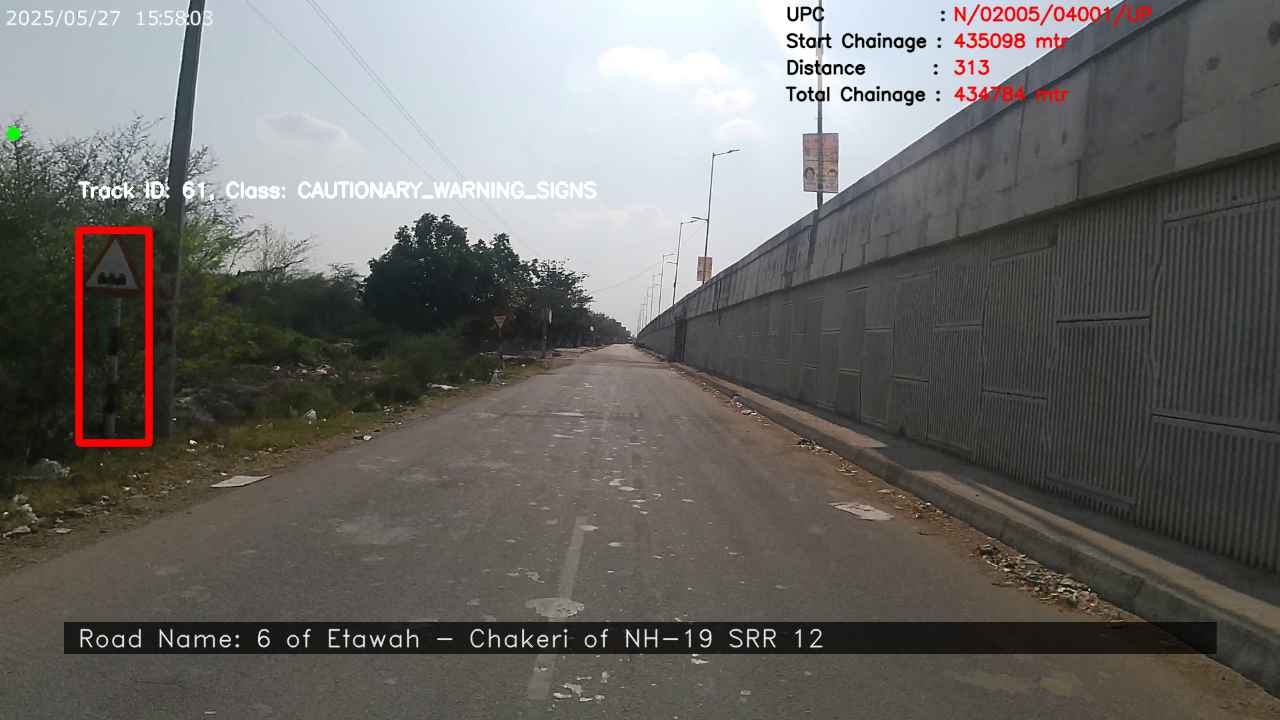 2025/05/27 15:58:03
UPC : N/02005/04001/UP
Start Chainage : 435098 mtr
Distance : 313
Total Chainage : 434784 mtr
Track ID: 61, Class: CAUTIONARY_WARNING_SIGNS
Road Name: 6 of Etawah - Chakeri of NH-19 SRR 12